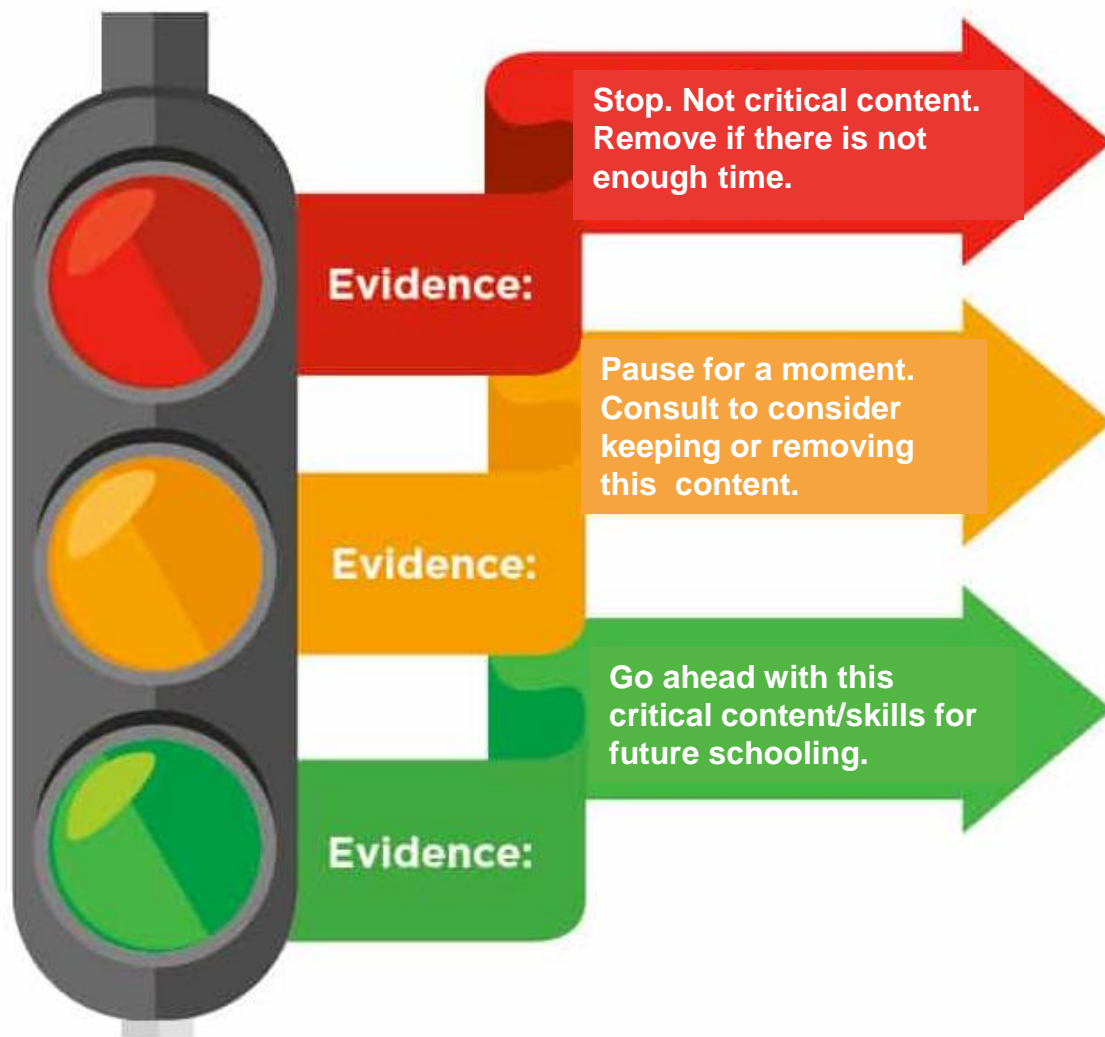 Stop. Not critical content.
Remove if there is not
enough time.
Evidence:
Pause for a moment.
Consult to consider
keeping or removing
this  content.
Evidence:
Go ahead with this
critical content/skills for
future schooling.
Evidence: